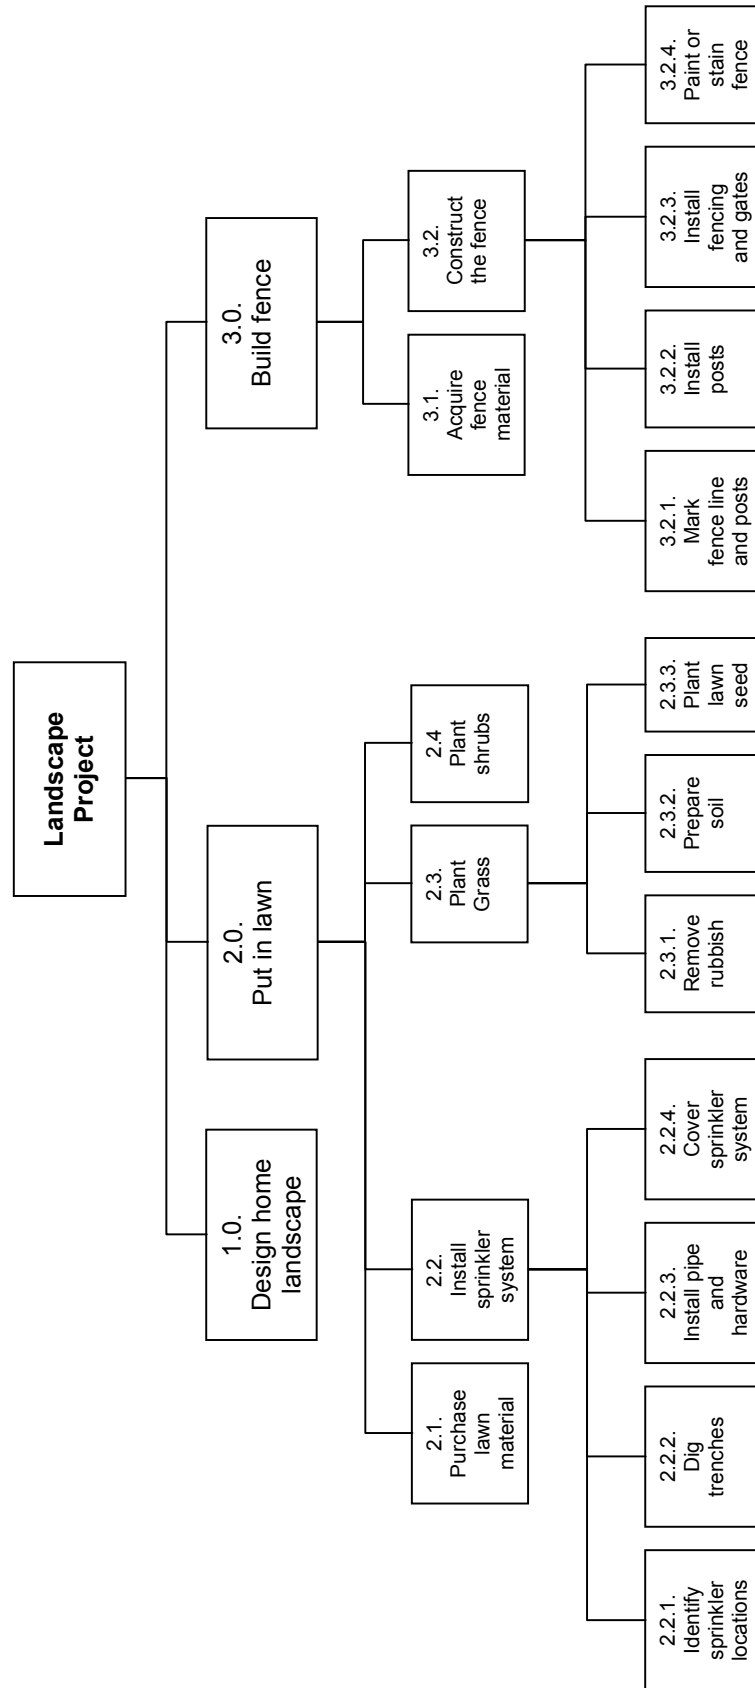 Landscape
Project
1.0.
Design home
landscape
2.0.
Put in lawn
3.0.
Build fence
2.1.
Purchase
lawn
material
2.2.
Install
sprinkler
system
2.3.
Plant
Grass
2.4
Plant
shrubs
3.1.
Acquire
fence
material
3.2.
Construct
the fence
2.2.1.
Identify
sprinkler
locations
2.2.2.
Dig
trenches
2.2.3.
Install pipe
and
hardware
2.2.4.
Cover
sprinkler
system
2.3.1.
Remove
rubbish
2.3.2.
Prepare
soil
2.3.3.
Plant
lawn
seed
3.2.1.
Mark
fence line
and posts
3.2.2.
Install
posts
3.2.3.
Install
fencing
and gates
3.2.4.
Paint or
stain
fence